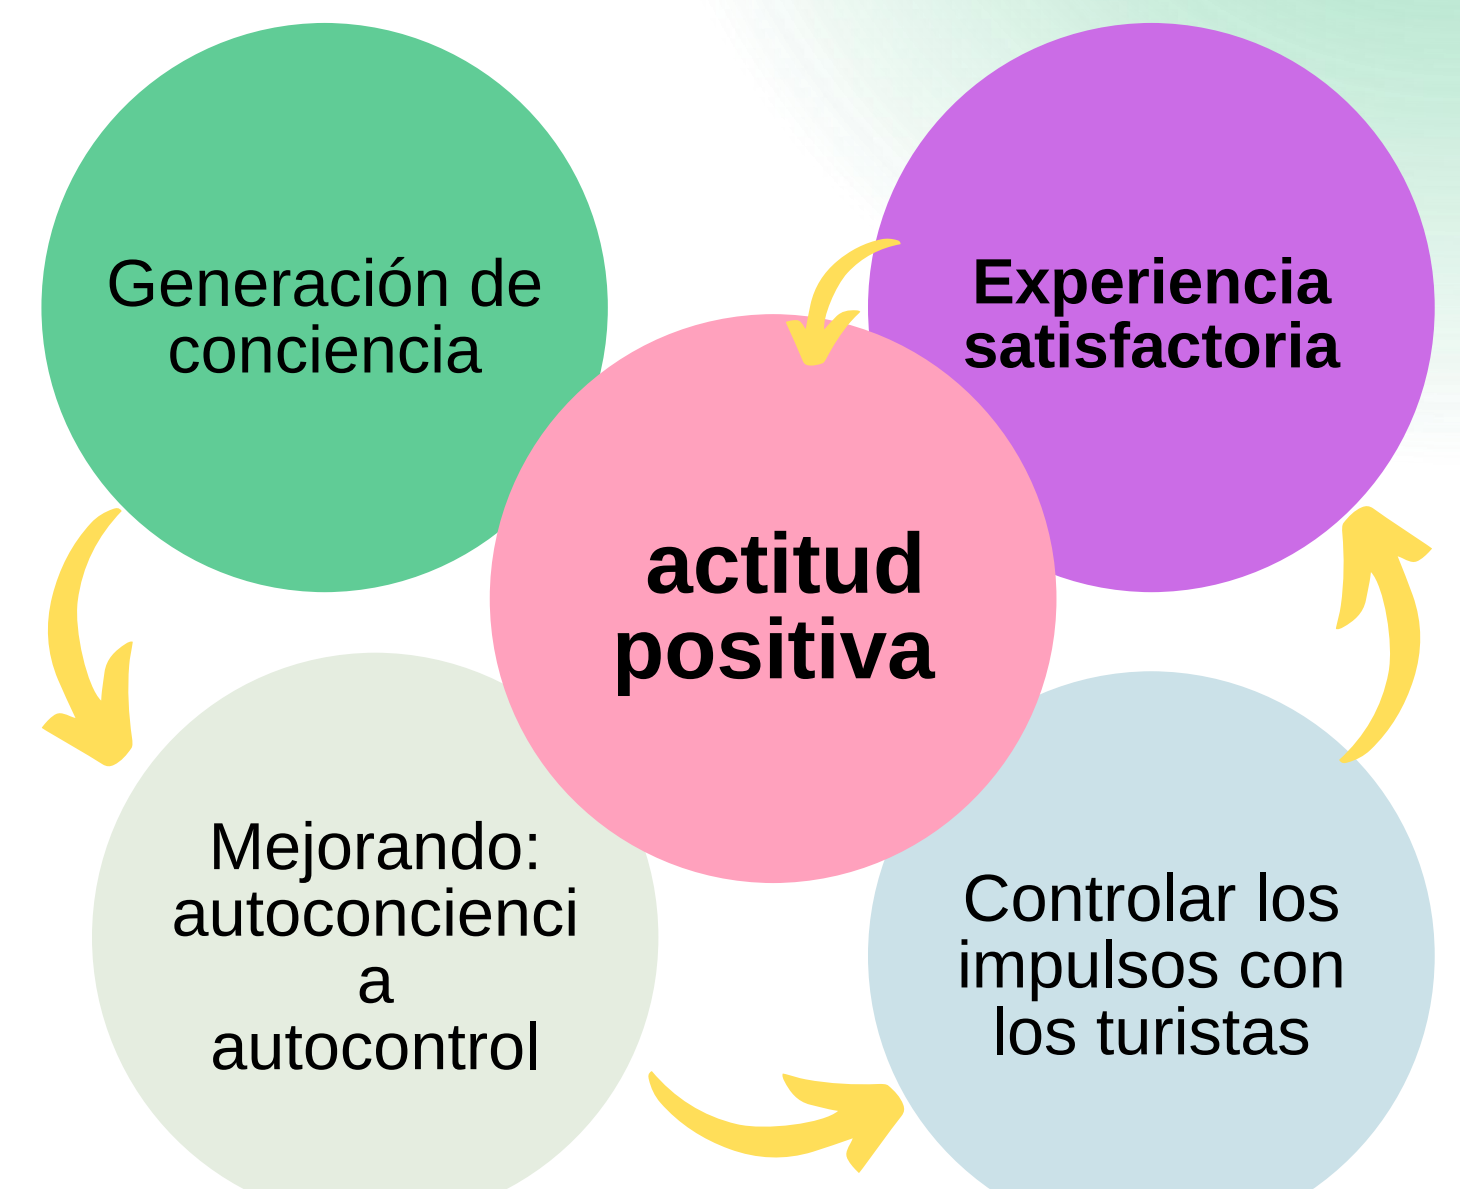 Generación de
conciencia
Experiencia
satisfactoria
actitud
positiva
Mejorando:
autoconcienci
a
autocontrol
Controlar los
impulsos con
los turistas